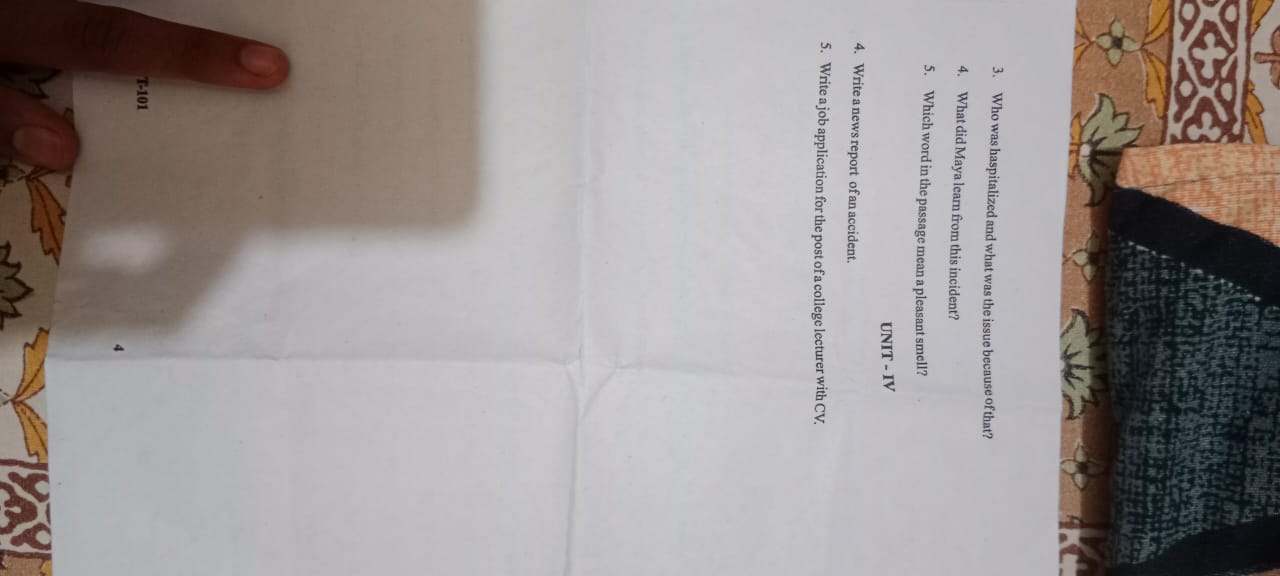 3. Who was haspitalized and what was the issue because of that?
4. What did Maya learn from this incident?
5. Which word in the passage mean a pleasant smell?
UNIT - IV
4. Write a news report of an accident.
5. Write a job application for the post of a college lecturer with CV.
T-101
4